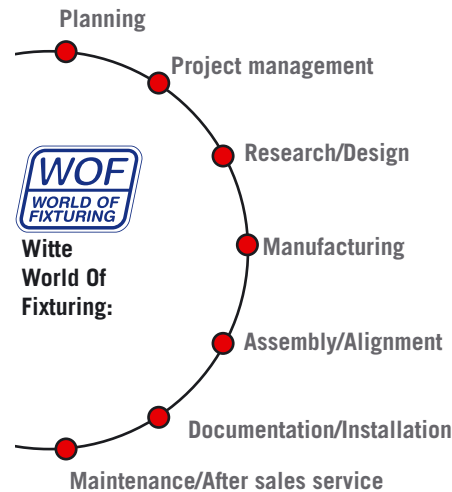 Planning
Project management
Research/Design
WOF
WORLD OF
FIXTURING
Witte
World Of
Fixturing:
Manufacturing
Assembly/Alignment
Documentation/Installation
Maintenance/After sales service